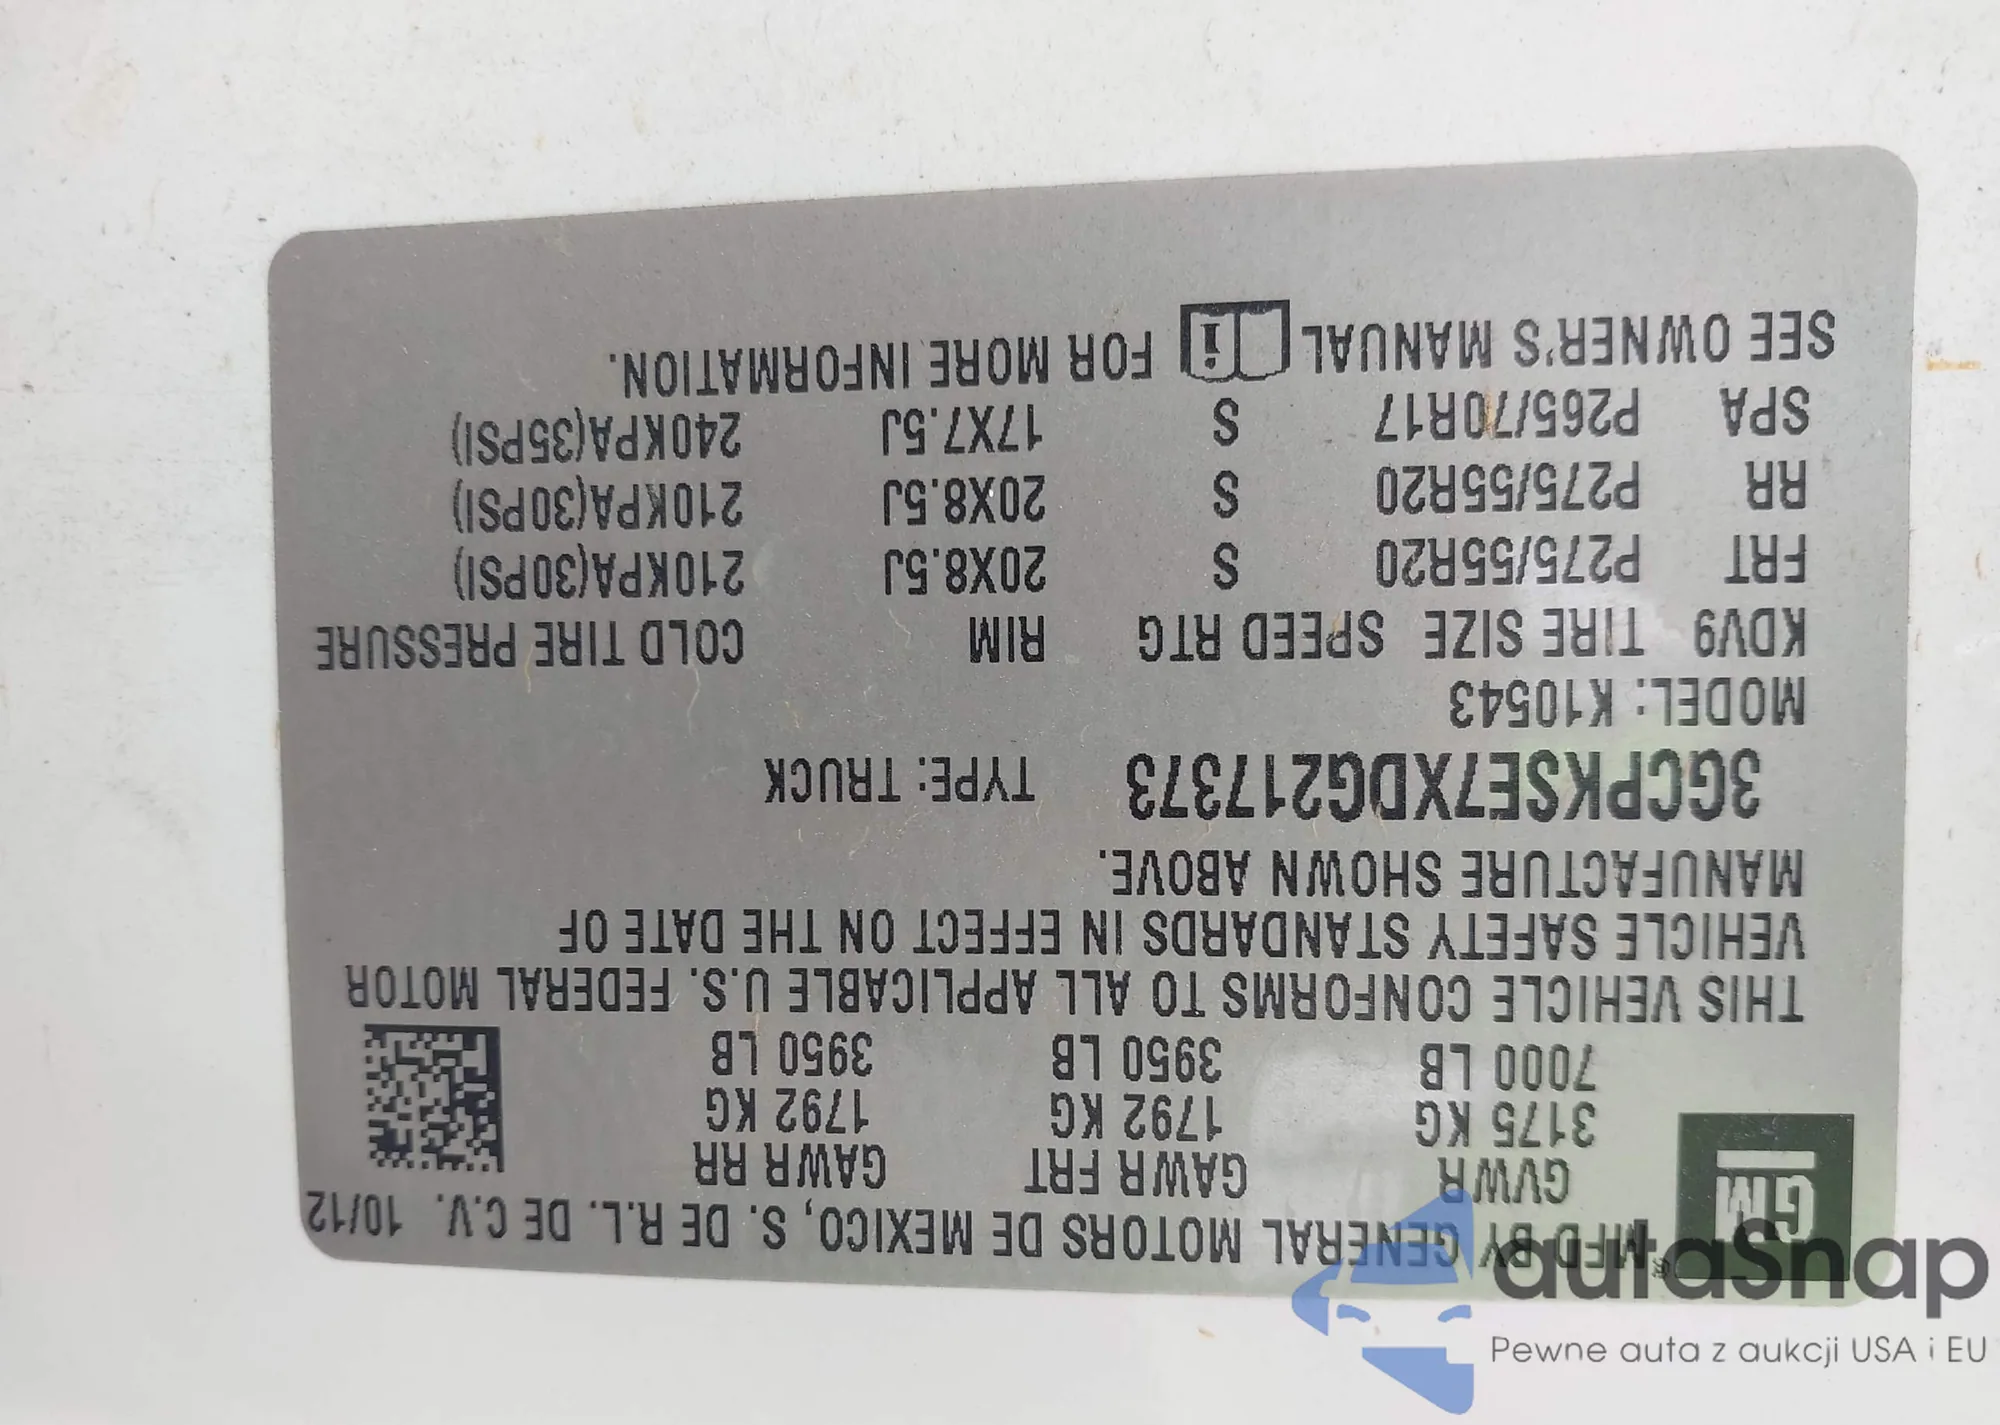 GM
MFD BY GENERAL MOTORS DE MEXICO, S. DE R.L. DE C.V. 10/12
GVWR GAWR FRT GAWR RR
3175 KG 1792 KG 1792 KG
7000 LB 3950 LB 3950 LB
THIS VEHICLE CONFORMS TO ALL APPLICABLE U.S. FEDERAL MOTOR
VEHICLE SAFETY STANDARDS IN EFFECT ON THE DATE OF
MANUFACTURE SHOWN ABOVE.
3GCPKSE7XDG217373 TYPE: TRUCK
MODEL: K10543
KDV9 TIRE SIZE SPEED RTG RIM COLD TIRE PRESSURE
FRT P275/55R20 S 20X8.5J 210KPA(30PSI)
RR P275/55R20 S 20X8.5J 210KPA(30PSI)
SPA P265/70R17 S 17X7.5J 240KPA(35PSI)
SEE OWNER'S MANUAL i FOR MORE INFORMATION.
autaSnap
Pewne auta z aukcji USA i EU